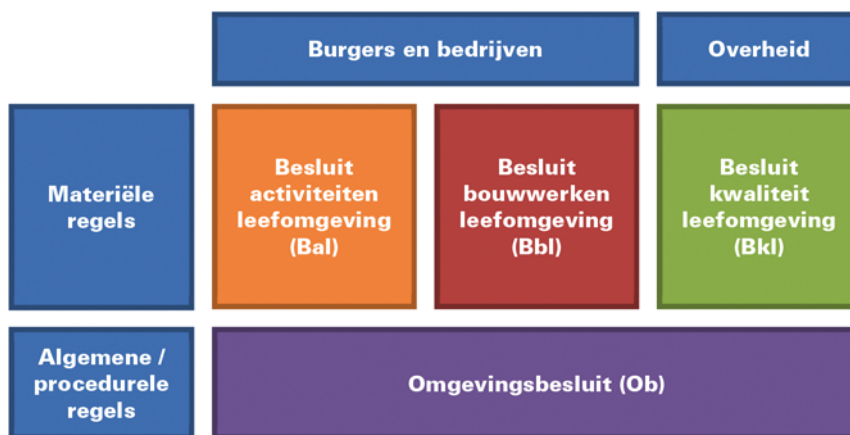 Burgers en bedrijven
Overheid
Materiële
regels
Besluit
activiteiten
leefomgeving
(Bal)
Besluit
bouwwerken
leefomgeving
(Bbl)
Besluit
kwaliteit
leefomgeving
(Bkl)
Algemene /
procedurele
regels
Omgevingsbesluit (Ob)